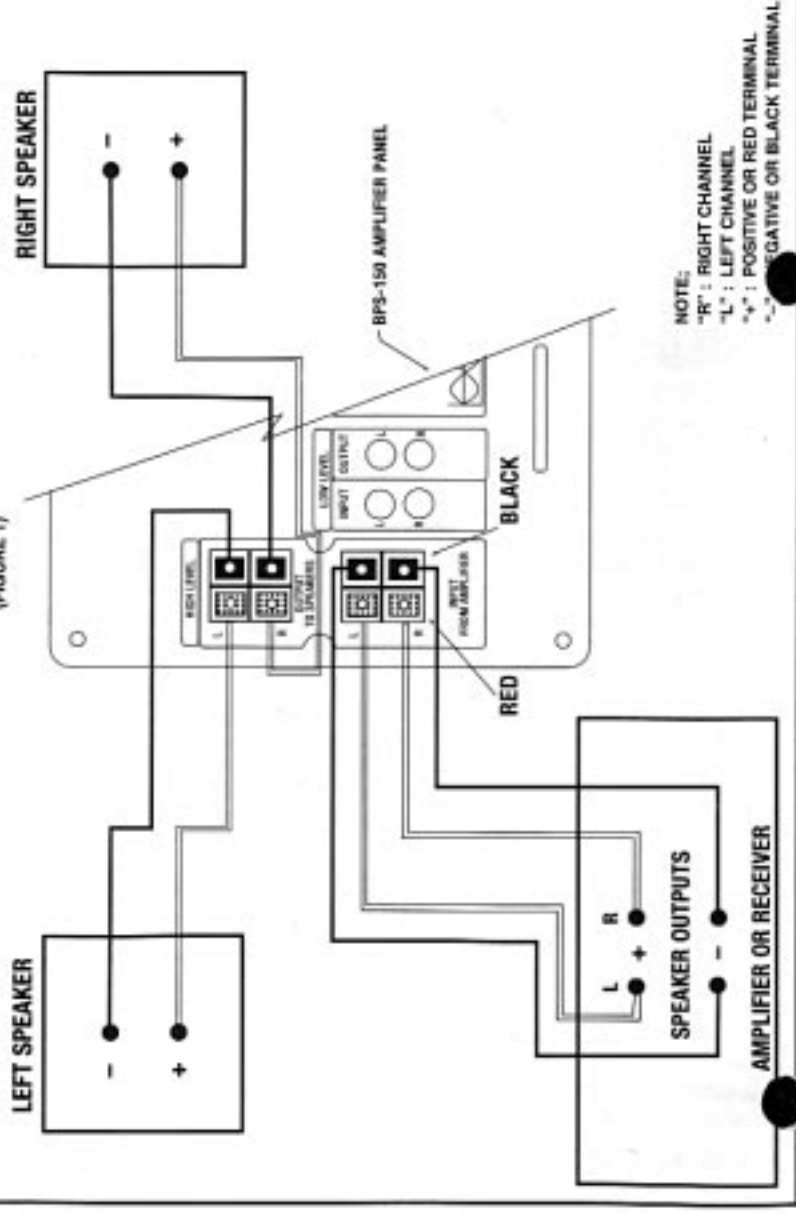 (FIGURE 1)
LEFT SPEAKER
-
+
RIGHT SPEAKER
-
+
HIGH LEVEL
L
R
OUTPUT
TO SPEAKERS
L
R
INPUT
FROM AMPLIFIER
LOW LEVEL
INPUT
OUTPUT
L
R
L
R
BPS-150 AMPLIFIER PANEL
RED
BLACK
L + R
SPEAKER OUTPUTS
-
AMPLIFIER OR RECEIVER
NOTE:
"R" : RIGHT CHANNEL
"L" : LEFT CHANNEL
"+" : POSITIVE OR RED TERMINAL
"-" : NEGATIVE OR BLACK TERMINAL